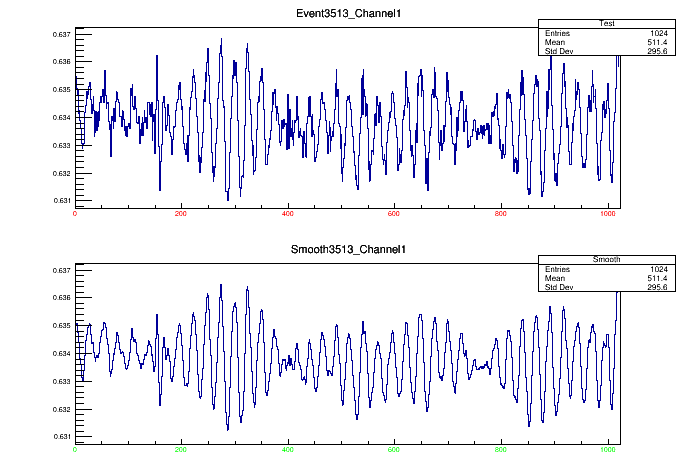 Event3513_Channel1
Test
Entries 1024
Mean 511.4
Std Dev 295.6
0.637
0.636
0.635
0.634
0.633
0.632
0.631
0 200 400 600 800 1000
Smooth3513_Channel1
Smooth
Entries 1024
Mean 511.4
Std Dev 295.6
0.637
0.636
0.635
0.634
0.633
0.632
0.631
0 200 400 600 800 1000